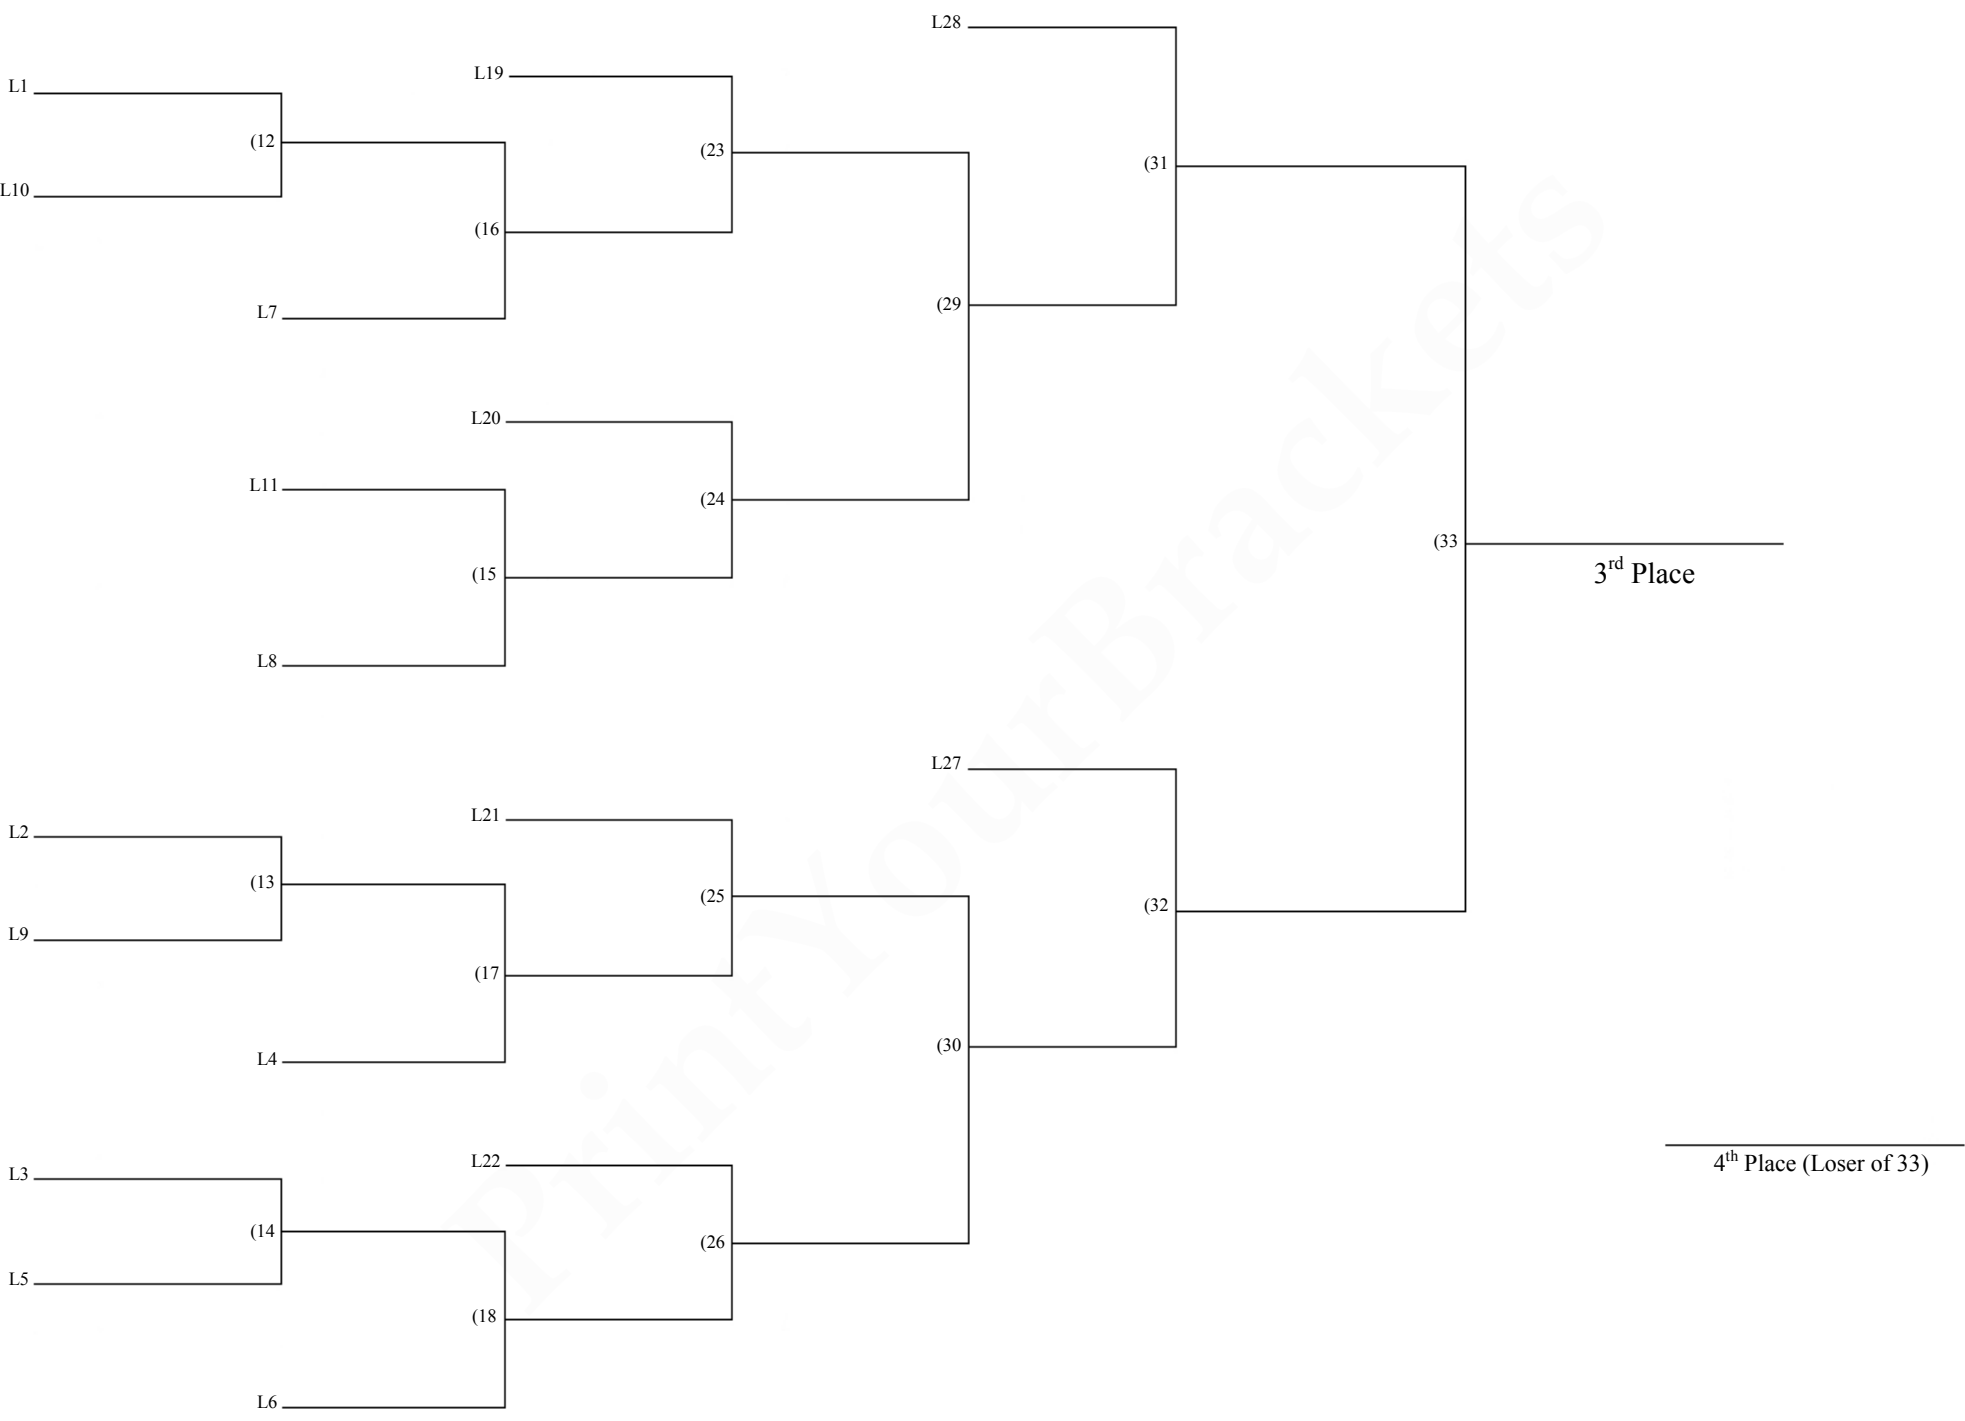 L28
L19
L1
(12
(23
(31
L10
(16
(29
L7
L20
L11
(24
(33
3rd Place
(15
L8
L27
L21
L2
(13
(25
(32
L9
(17
(30
L4
L22
4th Place (Loser of 33)
L3
(14
(26
L5
(18
L6
PrintYourBrackets